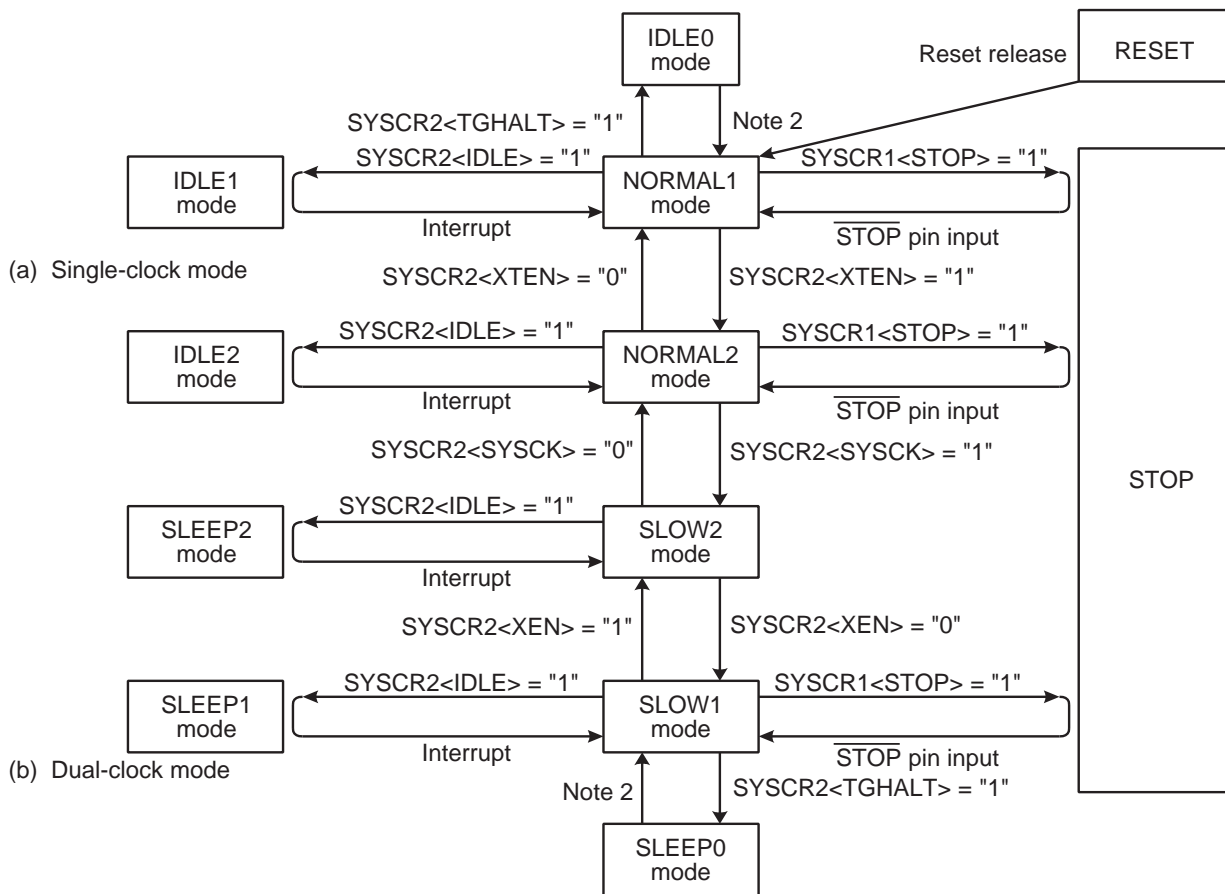 IDLE0
mode
Reset release
RESET
SYSCR2<TGHALT> = "1"
Note 2
SYSCR2<IDLE> = "1"
SYSCR1<STOP> = "1"
IDLE1
mode
NORMAL1
mode
Interrupt
STOP pin input
(a) Single-clock mode
SYSCR2<XTEN> = "0"
SYSCR2<XTEN> = "1"
SYSCR2<IDLE> = "1"
SYSCR1<STOP> = "1"
IDLE2
mode
NORMAL2
mode
Interrupt
STOP pin input
SYSCR2<SYSCK> = "0"
SYSCR2<SYSCK> = "1"
STOP
SYSCR2<IDLE> = "1"
SLEEP2
mode
SLOW2
mode
Interrupt
SYSCR2<XEN> = "1"
SYSCR2<XEN> = "0"
SYSCR2<IDLE> = "1"
SYSCR1<STOP> = "1"
SLEEP1
mode
SLOW1
mode
Interrupt
STOP pin input
(b) Dual-clock mode
Note 2
SYSCR2<TGHALT> = "1"
SLEEP0
mode